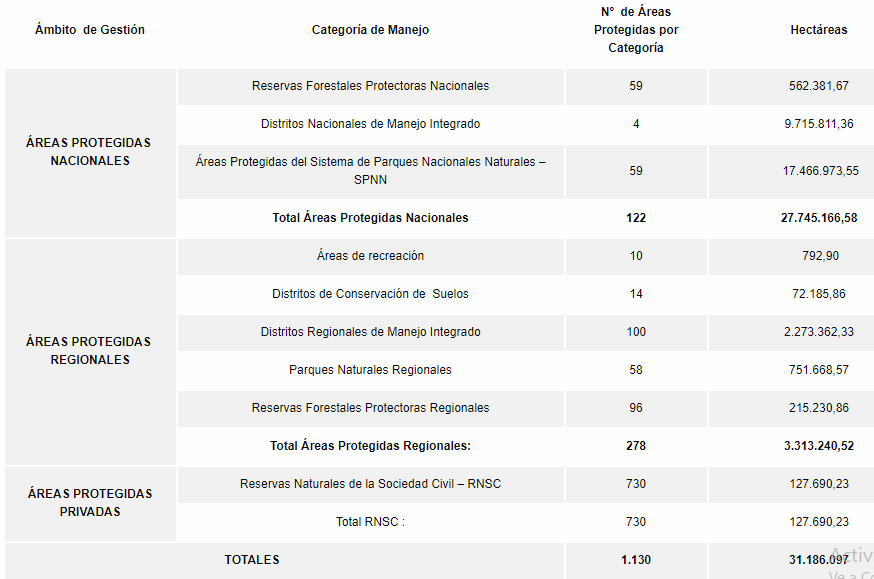 Ámbito de Gestión | Categoría de Manejo | N° de Áreas Protegidas por Categoría | Hectáreas
ÁREAS PROTEGIDAS NACIONALES
Reservas Forestales Protectoras Nacionales | 59 | 562.381,67
Distritos Nacionales de Manejo Integrado | 4 | 9.715.811,36
Áreas Protegidas del Sistema de Parques Nacionales Naturales –
SPNN | 59 | 17.466.973,55
Total Áreas Protegidas Nacionales | 122 | 27.745.166,58
ÁREAS PROTEGIDAS REGIONALES
Áreas de recreación | 10 | 792,90
Distritos de Conservación de Suelos | 14 | 72.185,86
Distritos Regionales de Manejo Integrado | 100 | 2.273.362,33
Parques Naturales Regionales | 58 | 751.668,57
Reservas Forestales Protectoras Regionales | 96 | 215.230,86
Total Áreas Protegidas Regionales: | 278 | 3.313.240,52
ÁREAS PROTEGIDAS PRIVADAS
Reservas Naturales de la Sociedad Civil – RNSC | 730 | 127.690,23
Total RNSC : | 730 | 127.690,23
TOTALES | 1.130 | 31.186.097
Activ